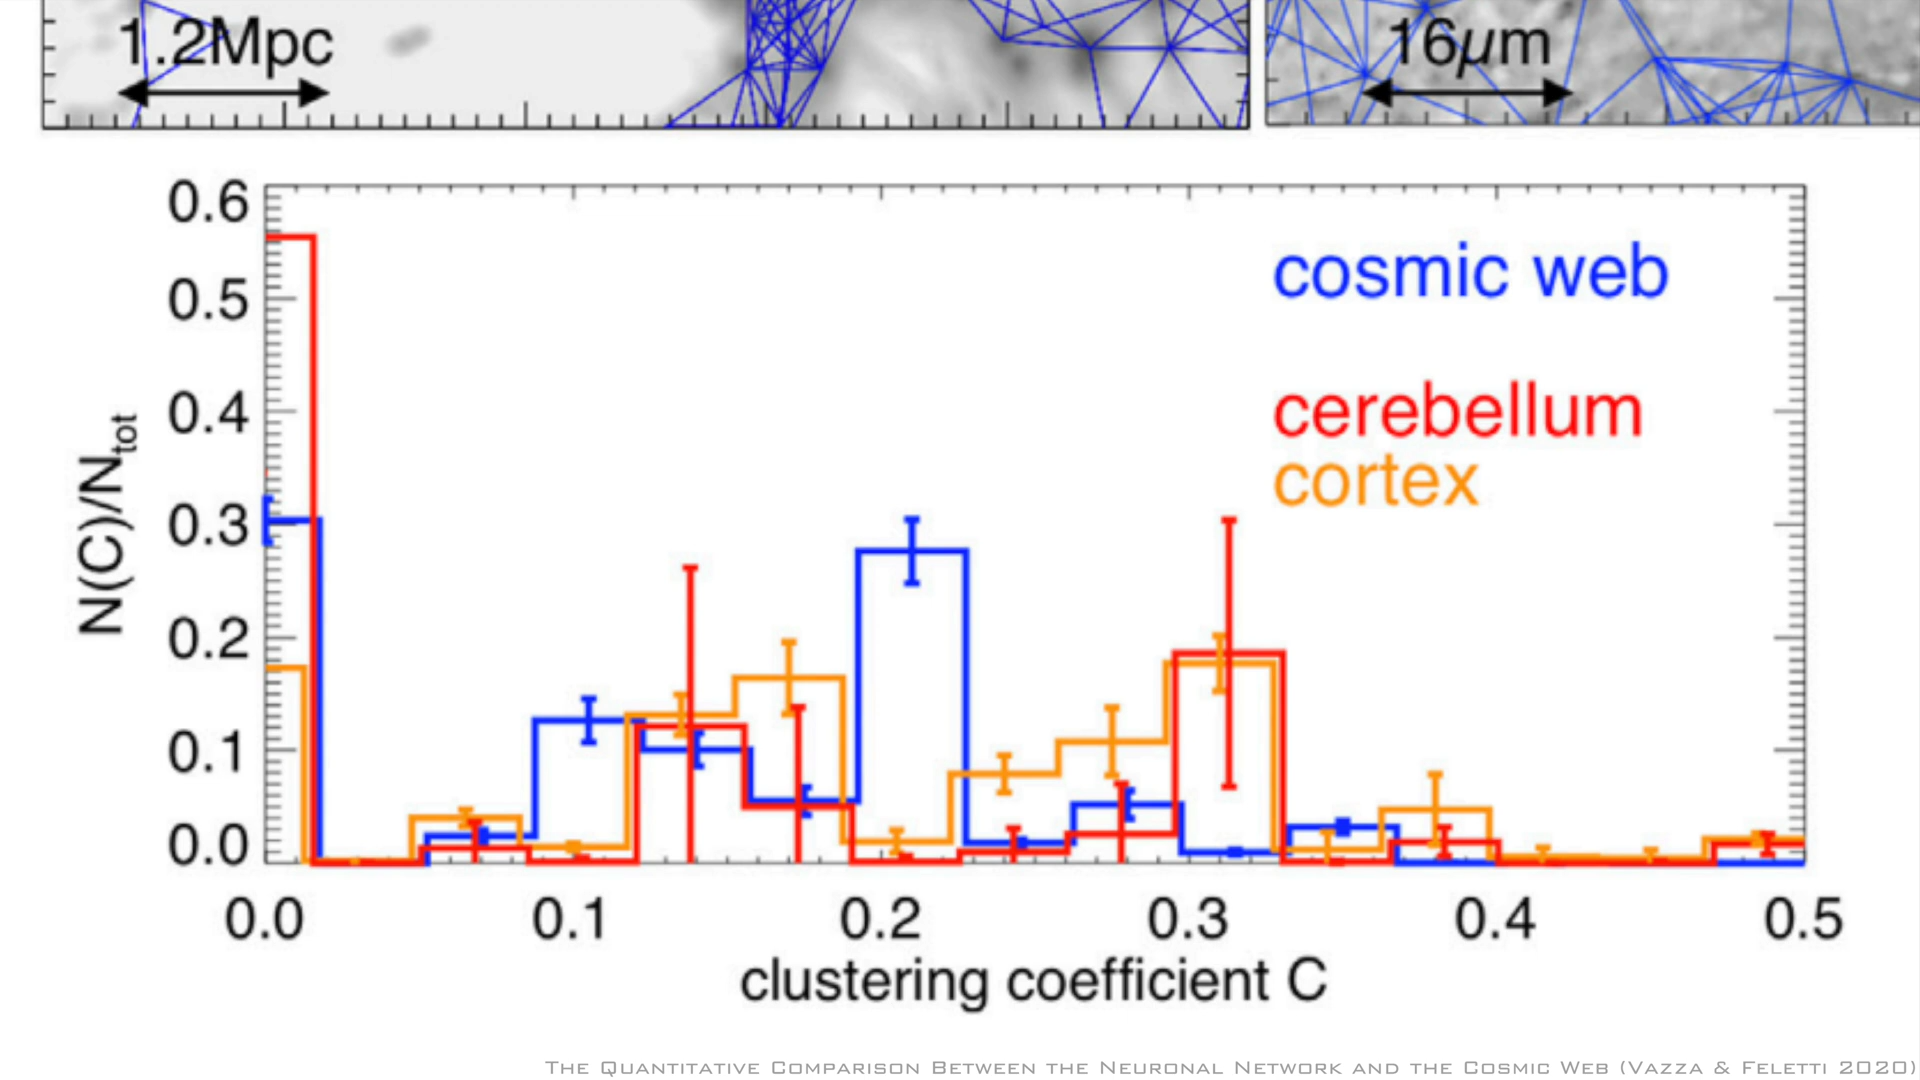 1.2Mpc
16μm
0.6
0.5
0.4
0.3
0.2
0.1
0.0
N(C)/Ntot
cosmic web
cerebellum
cortex
0.0 0.1 0.2 0.3 0.4 0.5
clustering coefficient C
The Quantitative Comparison Between the Neuronal Network and the Cosmic Web (Vazza & Feletti 2020)